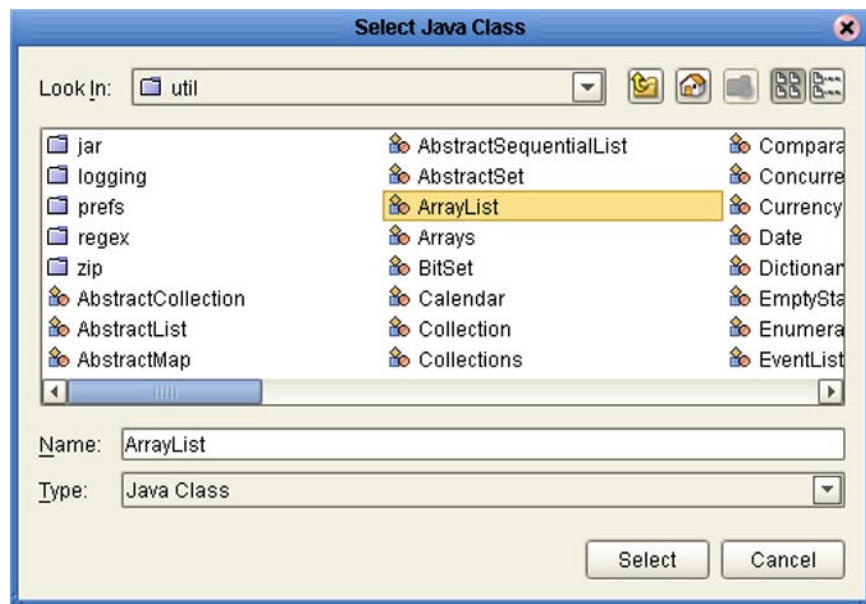 Select Java Class
Look In: util
jar
logging
prefs
regex
zip
AbstractCollection
AbstractList
AbstractMap
AbstractSequentialList
AbstractSet
ArrayList
Arrays
BitSet
Calendar
Collection
Collections
Compara
Concurre
Currency
Date
Dictionar
EmptySta
Enumera
EventList
Name: ArrayList
Type: Java Class
Select Cancel